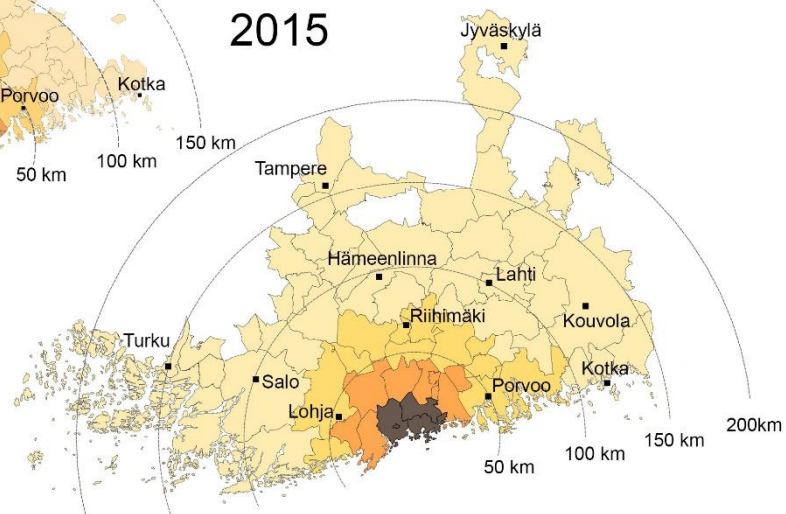 2015
Jyväskylä
Kotka
Porvoo
150 km
100 km
50 km
Tampere
Hämeenlinna
Lahti
Riihimäki
Kouvola
Turku
Salo
Kotka
Porvoo
Lohja
200km
150 km
100 km
50 km